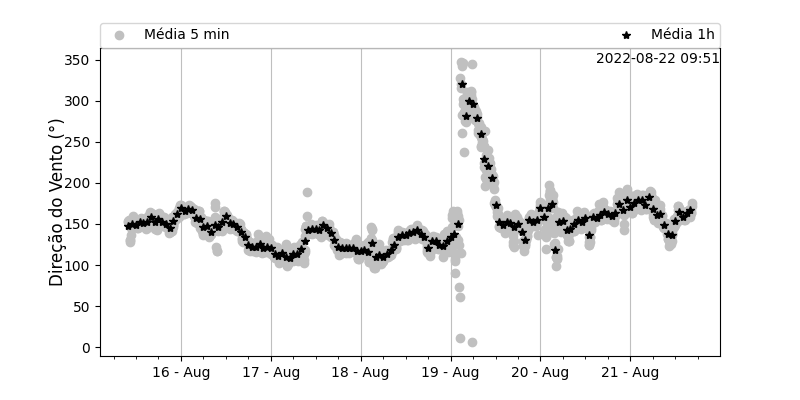 Média 5 min
Média 1h
2022-08-22 09:51
Direção do Vento (°)
350
300
250
200
150
100
50
0
16 - Aug
17 - Aug
18 - Aug
19 - Aug
20 - Aug
21 - Aug